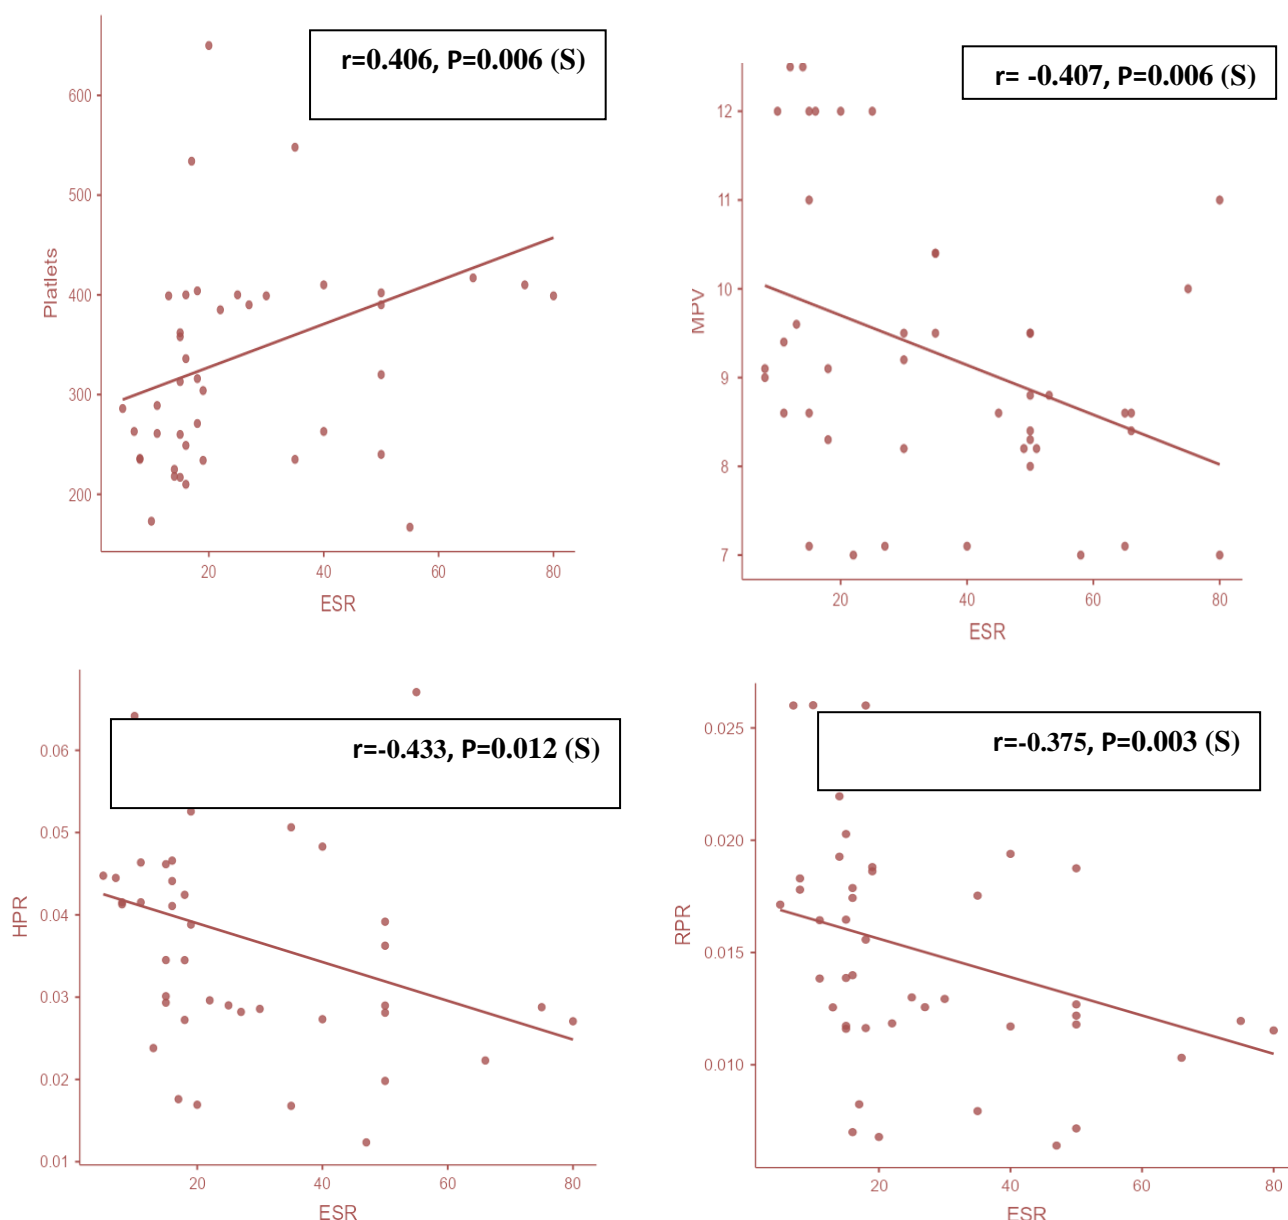 r=0.406, P=0.006 (S)
600
500
400
300
200
Platlets
20 40 60 80
ESR
r= -0.407, P=0.006 (S)
12
11
10
9
8
7
MPV
20 40 60 80
ESR
r=-0.433, P=0.012 (S)
0.06
0.05
0.04
0.03
0.02
0.01
HPR
20 40 60 80
ESR
r=-0.375, P=0.003 (S)
0.025
0.020
0.015
0.010
RPR
20 40 60 80
ESR